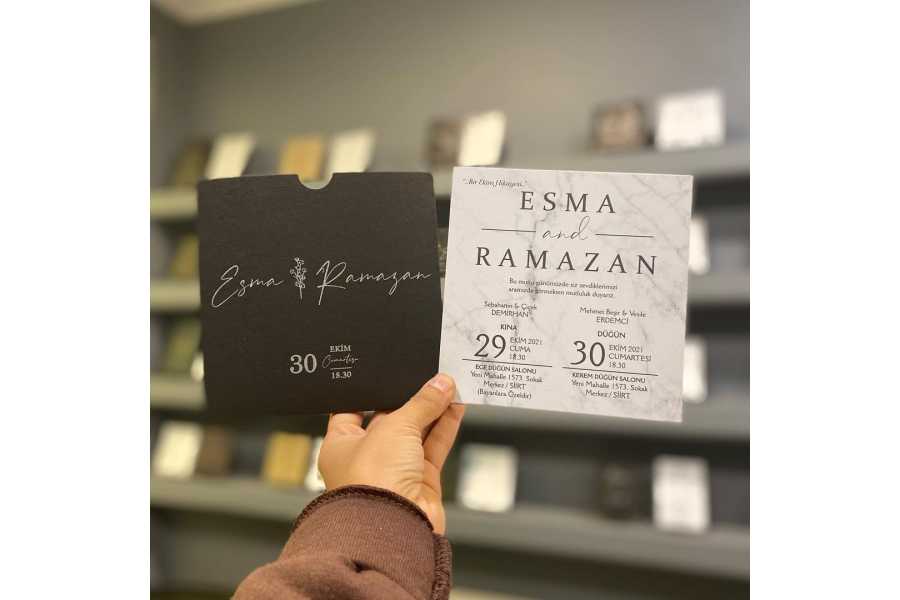 Esma Ramazan
30 EKİM
Cumartesi
18.30
"...Bir Ekim Hikayesi..."
ESMA
and
RAMAZAN
Bu mutlu günümüzde siz sevdiklerimizi
aramızda görmekten mutluluk duyarız.
Sebahattin & Çiçek
DEMİRHAN
Mehmet Beşir & Vesile
ERDEMCİ
KINA
29 EKİM 2021
CUMA
18.30
EGE DÜĞÜN SALONU
Yeni Mahalle 1573. Sokak
Merkez / SİİRT
(Bayanlara Özeldir)
DÜĞÜN
30 EKİM 2021
CUMARTESİ
18.30
KEREM DÜĞÜN SALONU
Yeni Mahalle 1573. Sokak
Merkez / SİİRT